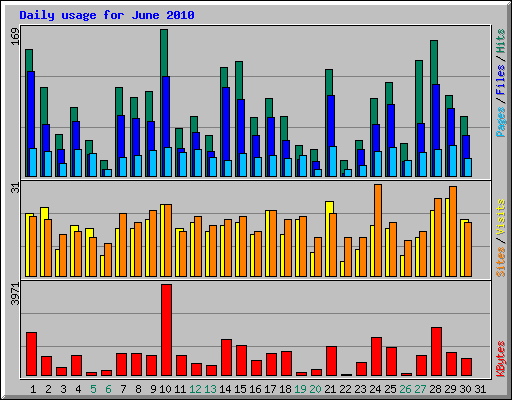 Daily usage for June 2010
169
Pages / Files / Hits
31
Sites / Visits
3971
KBytes
1 2 3 4 5 6 7 8 9 10 11 12 13 14 15 16 17 18 19 20 21 22 23 24 25 26 27 28 29 30 31